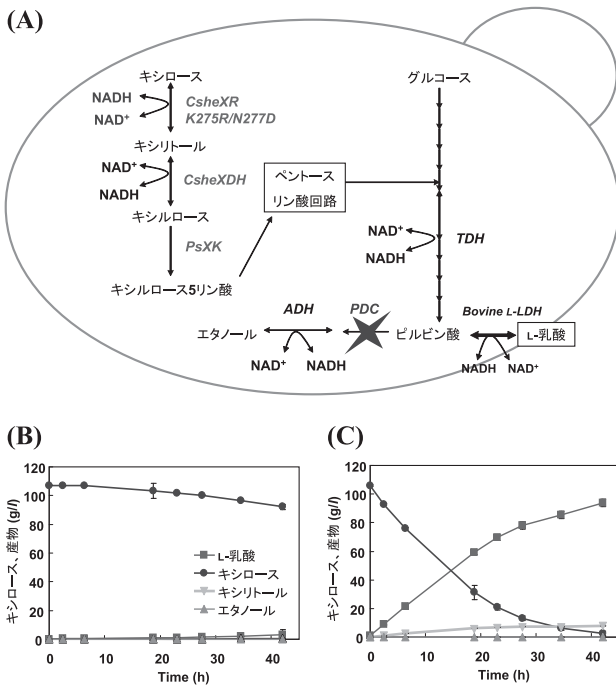 (A)
キシロース
グルコース
NADH
NAD+
CsheXR
K275R/N277D
キシリトール
NAD+
NADH
CsheXDH
キシルロース
PsXK
キシルロース5リン酸
ペントース
リン酸回路
NAD+
NADH
TDH
エタノール
ADH
PDC
ピルビン酸
Bovine L-LDH
L-乳酸
NAD+
NADH
NADH
NAD+
(B)
キシロース、産物 (g/l)
120
100
80
60
40
20
0
L-乳酸
キシロース
キシリトール
エタノール
0
10
20
30
40
Time (h)
(C)
キシロース、産物 (g/l)
120
100
80
60
40
20
0
0
10
20
30
40
Time (h)